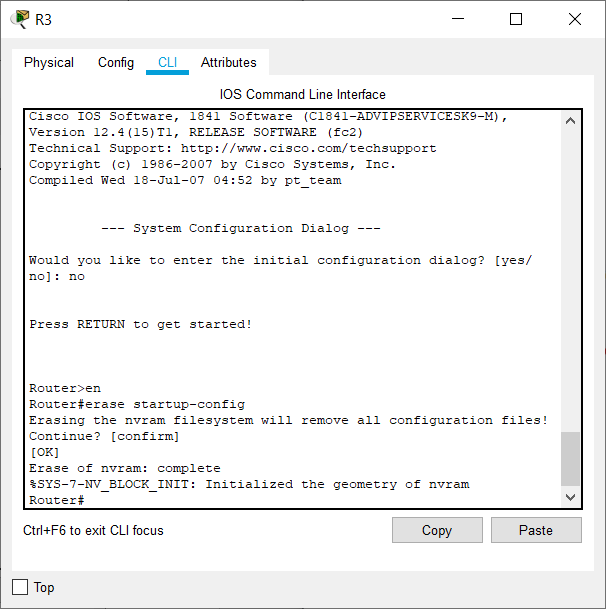 R3
Physical Config CLI Attributes
IOS Command Line Interface
Cisco IOS Software, 1841 Software (C1841-ADVIPSERVICESK9-M),
Version 12.4(15)T1, RELEASE SOFTWARE (fc2)
Technical Support: http://www.cisco.com/techsupport
Copyright (c) 1986-2007 by Cisco Systems, Inc.
Compiled Wed 18-Jul-07 04:52 by pt_team
--- System Configuration Dialog ---
Would you like to enter the initial configuration dialog? [yes/
no]: no
Press RETURN to get started!
Router>en
Router#erase startup-config
Erasing the nvram filesystem will remove all configuration files!
Continue? [confirm]
[OK]
Erase of nvram: complete
%SYS-7-NV_BLOCK_INIT: Initialized the geometry of nvram
Router#
Ctrl+F6 to exit CLI focus
Copy
Paste
Top